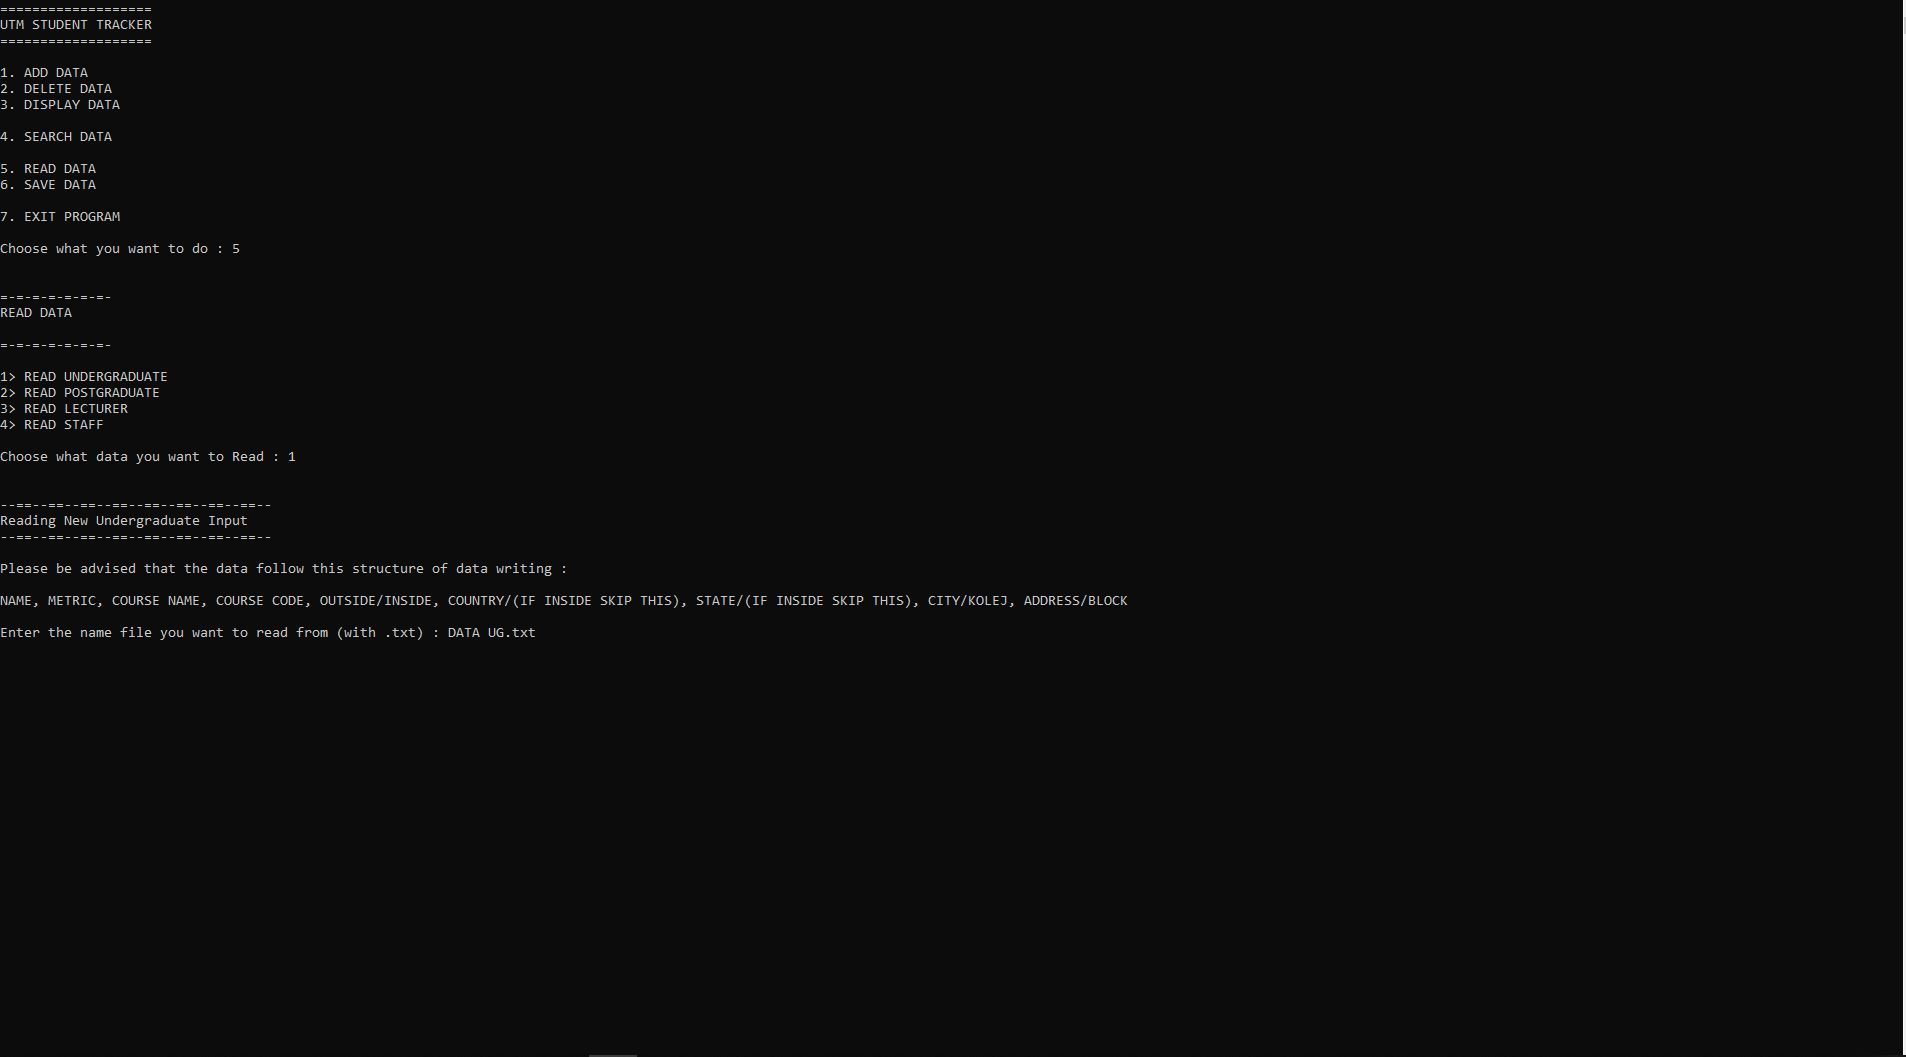 ===================
UTM STUDENT TRACKER
===================
1. ADD DATA
2. DELETE DATA
3. DISPLAY DATA
4. SEARCH DATA
5. READ DATA
6. SAVE DATA
7. EXIT PROGRAM
Choose what you want to do : 5
=-=-=-=-=-=-=-
READ DATA
=-=-=-=-=-=-=-
1> READ UNDERGRADUATE
2> READ POSTGRADUATE
3> READ LECTURER
4> READ STAFF
Choose what data you want to Read : 1
--==--==--==--==--==--==--==--==--
Reading New Undergraduate Input
--==--==--==--==--==--==--==--==--
Please be advised that the data follow this structure of data writing :
NAME, METRIC, COURSE NAME, COURSE CODE, OUTSIDE/INSIDE, COUNTRY/(IF INSIDE SKIP THIS), STATE/(IF INSIDE SKIP THIS), CITY/KOLEJ, ADDRESS/BLOCK
Enter the name file you want to read from (with .txt) : DATA UG.txt